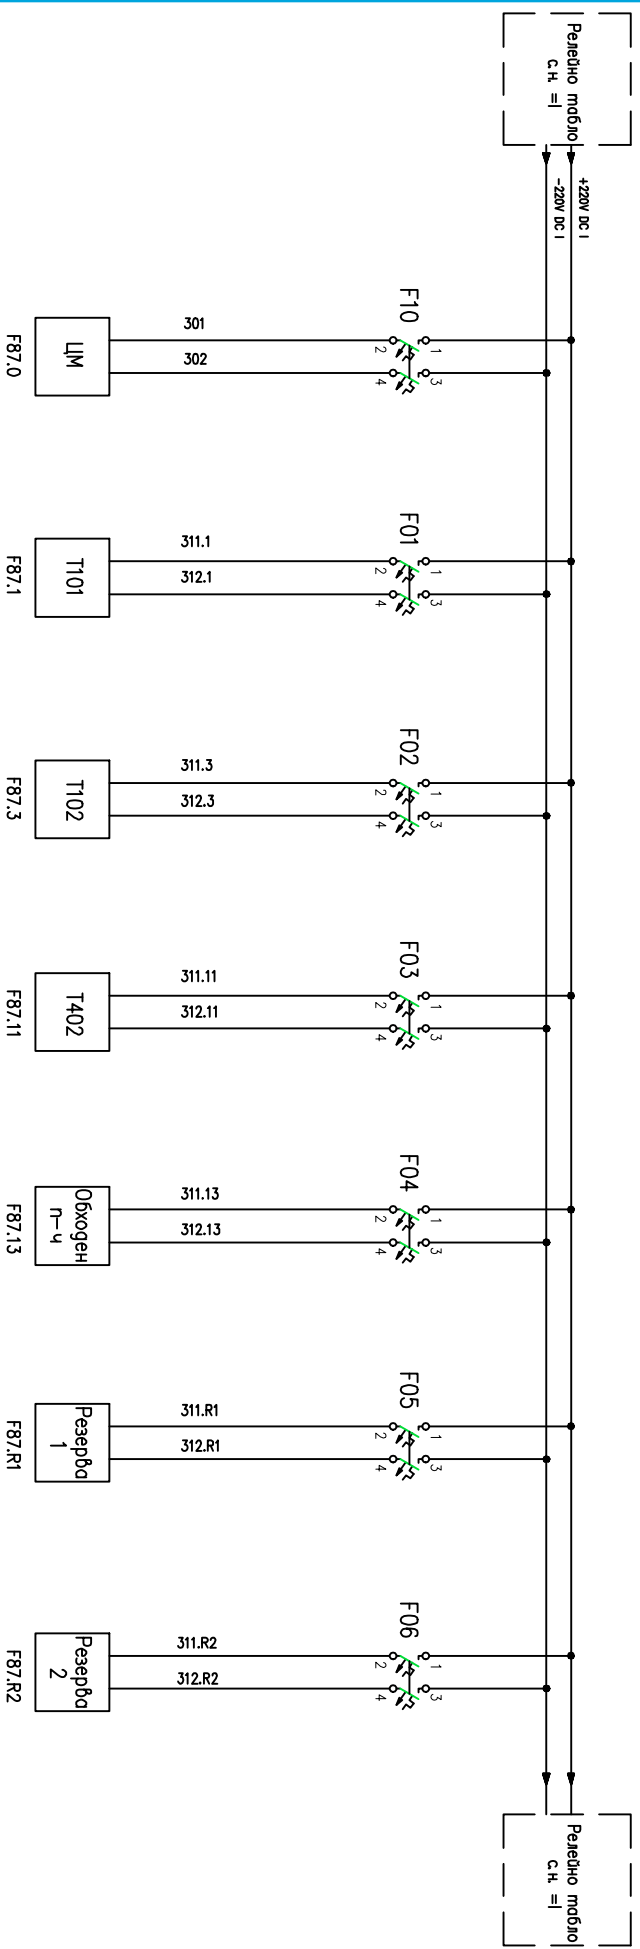 Релейно табло
с.н. =I
+220V DC I
-220V DC I
F10
1
2
3
4
301
302
ЦМ
F87.0
F01
1
2
3
4
311.1
312.1
T101
F87.1
F02
1
2
3
4
311.3
312.3
T102
F87.3
F03
1
2
3
4
311.11
312.11
T402
F87.11
F04
1
2
3
4
311.13
312.13
Обходен
п-ч
F87.13
F05
1
2
3
4
311.R1
312.R1
Резерва
1
F87.R1
F06
1
2
3
4
311.R2
312.R2
Резерва
2
F87.R2
Релейно табло
с.н. =I